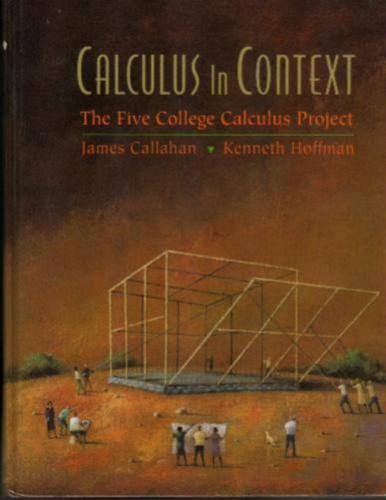 CALCULUS IN CONTEXT
The Five College Calculus Project
James Callahan ▼ Kenneth Hoffman